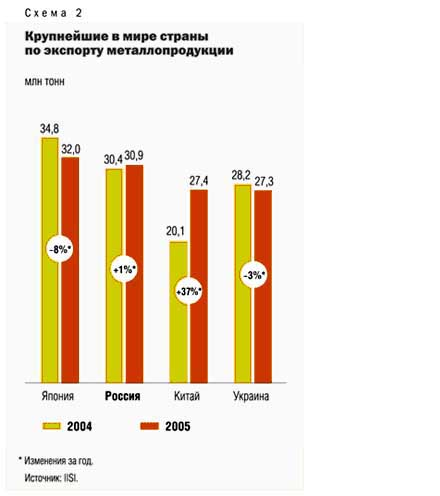 Схема 2
Крупнейшие в мире страны
по экспорту металлопродукции
млн тонн
34,8
32,0
30,4 30,9
20,1
27,4
28,2 27,3
-8%*
+1%*
+37%*
-3%*
Япония Россия Китай Украина
2004 2005
* Изменения за год.
Источник: IISI.